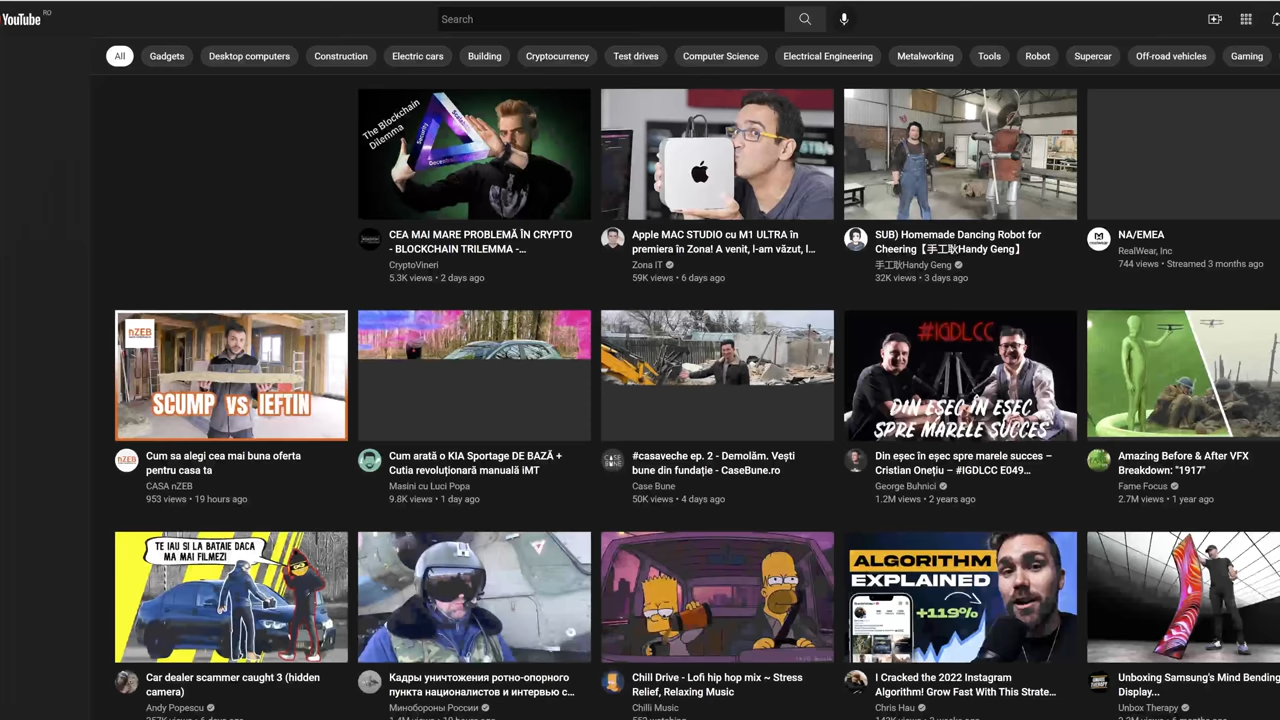 YouTube RO
Search
All
Gadgets
Desktop computers
Construction
Electric cars
Building
Cryptocurrency
Test drives
Computer Science
Electrical Engineering
Metalworking
Tools
Robot
Supercar
Off-road vehicles
Gaming
The Blockchain
Dilemma
Security
CEA MAI MARE PROBLEMĂ ÎN CRYPTO
- BLOCKCHAIN TRILEMMA -...
CryptoVineri
5.3K views • 2 days ago
Apple MAC STUDIO cu M1 ULTRA în
premiera în Zona! A venit, l-am văzut, l...
Zona IT
59K views • 6 days ago
SUB) Homemade Dancing Robot for
Cheering【手工耿Handy Geng】
手工耿Handy Geng
32K views • 3 days ago
NA/EMEA
RealWear, Inc
744 views • Streamed 3 months ago
nZEB
SCUMP vs IEFTIN
Cum sa alegi cea mai buna oferta
pentru casa ta
CASA nZEB
953 views • 19 hours ago
Cum arată o KIA Sportage DE BAZĂ +
Cutia revoluționară manuală iMT
Masini cu Luci Popa
9.8K views • 1 day ago
#casaveche ep. 2 - Demolăm. Vești
bune din fundație - CaseBune.ro
Case Bune
50K views • 4 days ago
#IGDLCC
DIN EȘEC ÎN EȘEC
SPRE MARELE SUCCES
Din eșec în eșec spre marele succes –
Cristian Onețiu – #IGDLCC E049...
George Buhnici
1.2M views • 2 years ago
Amazing Before & After VFX
Breakdown: "1917"
Fame Focus
2.7M views • 1 year ago
TE IAU SI LA BATAIE DACA
MA MAI FILMEZI
Car dealer scammer caught 3 (hidden
camera)
Andy Popescu
Кадры уничтожения ротно-опорного
пункта националистов и интервью с...
Минобороны России
Chill Drive - Lofi hip hop mix ~ Stress
Relief, Relaxing Music
Chilli Music
ALGORITHM
EXPLAINED
+119%
I Cracked the 2022 Instagram
Algorithm! Grow Fast With This Strate...
Chris Hau
Unboxing Samsung's Mind Bending
Display...
Unbox Therapy